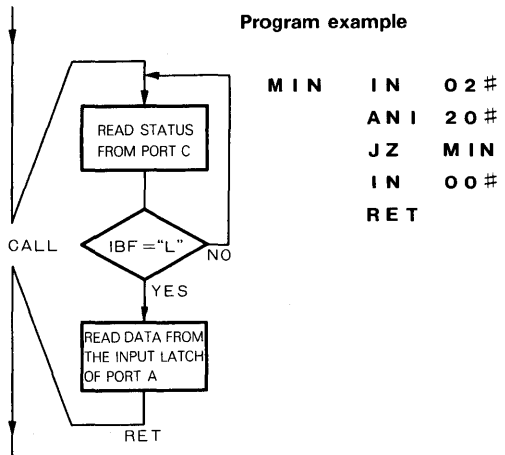 Program example
MIN IN 02#
ANI 20#
JZ MIN
IN 00#
RET
READ STATUS
FROM PORT C
CALL
IBF="L"
NO
YES
READ DATA FROM
THE INPUT LATCH
OF PORT A
RET